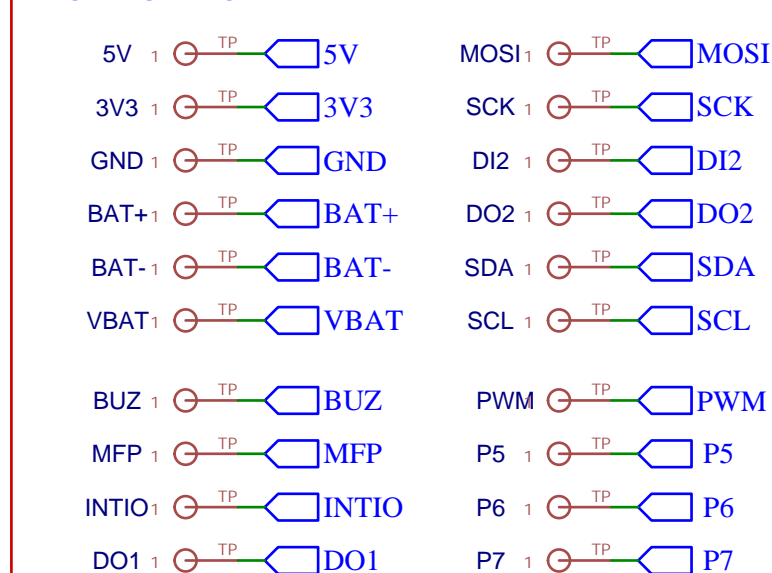 5V 1 TP 5V MOSI 1 TP MOSI
3V3 1 TP 3V3 SCK 1 TP SCK
GND 1 TP GND DI2 1 TP DI2
BAT+ 1 TP BAT+ DO2 1 TP DO2
BAT- 1 TP BAT- SDA 1 TP SDA
VBAT 1 TP VBAT SCL 1 TP SCL
BUZ 1 TP BUZ PWM 1 TP PWM
MFP 1 TP MFP P5 1 TP P5
INTIO 1 TP INTIO P6 1 TP P6
DO1 1 TP DO1 P7 1 TP P7